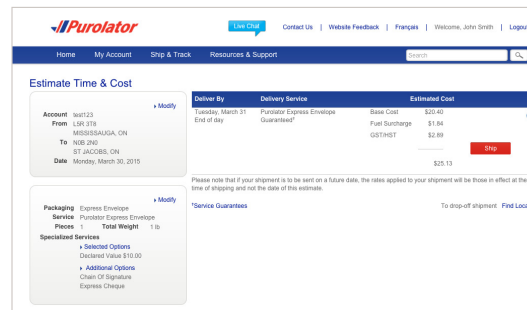 Purolator
Live Chat
Contact Us | Website Feedback | Français | Welcome, John Smith | Logout
Home My Account Ship & Track Resources & Support
Search
Estimate Time & Cost
Modify
Account test123
From L5R 3T8
MISSISSAUGA, ON
To N0B 2N0
ST JACOBS, ON
Date Monday, March 30, 2015
Modify
Packaging Express Envelope
Service Purolator Express Envelope
Pieces 1 Total Weight 1 lb
Specialized Services
Selected Options
Declared Value $10.00
Additional Options
Chain Of Signature
Express Cheque
Deliver By Delivery Service Estimated Cost
Tuesday, March 31 Purolator Express Envelope Base Cost $20.40
End of day Guaranteed† Fuel Surcharge $1.84
GST/HST $2.89
Ship
$25.13
Please note that if your shipment is to be sent on a future date, the rates applied to your shipment will be those in effect at the
time of shipping and not the date of this estimate.
†Service Guarantees To drop-off shipment Find Loca